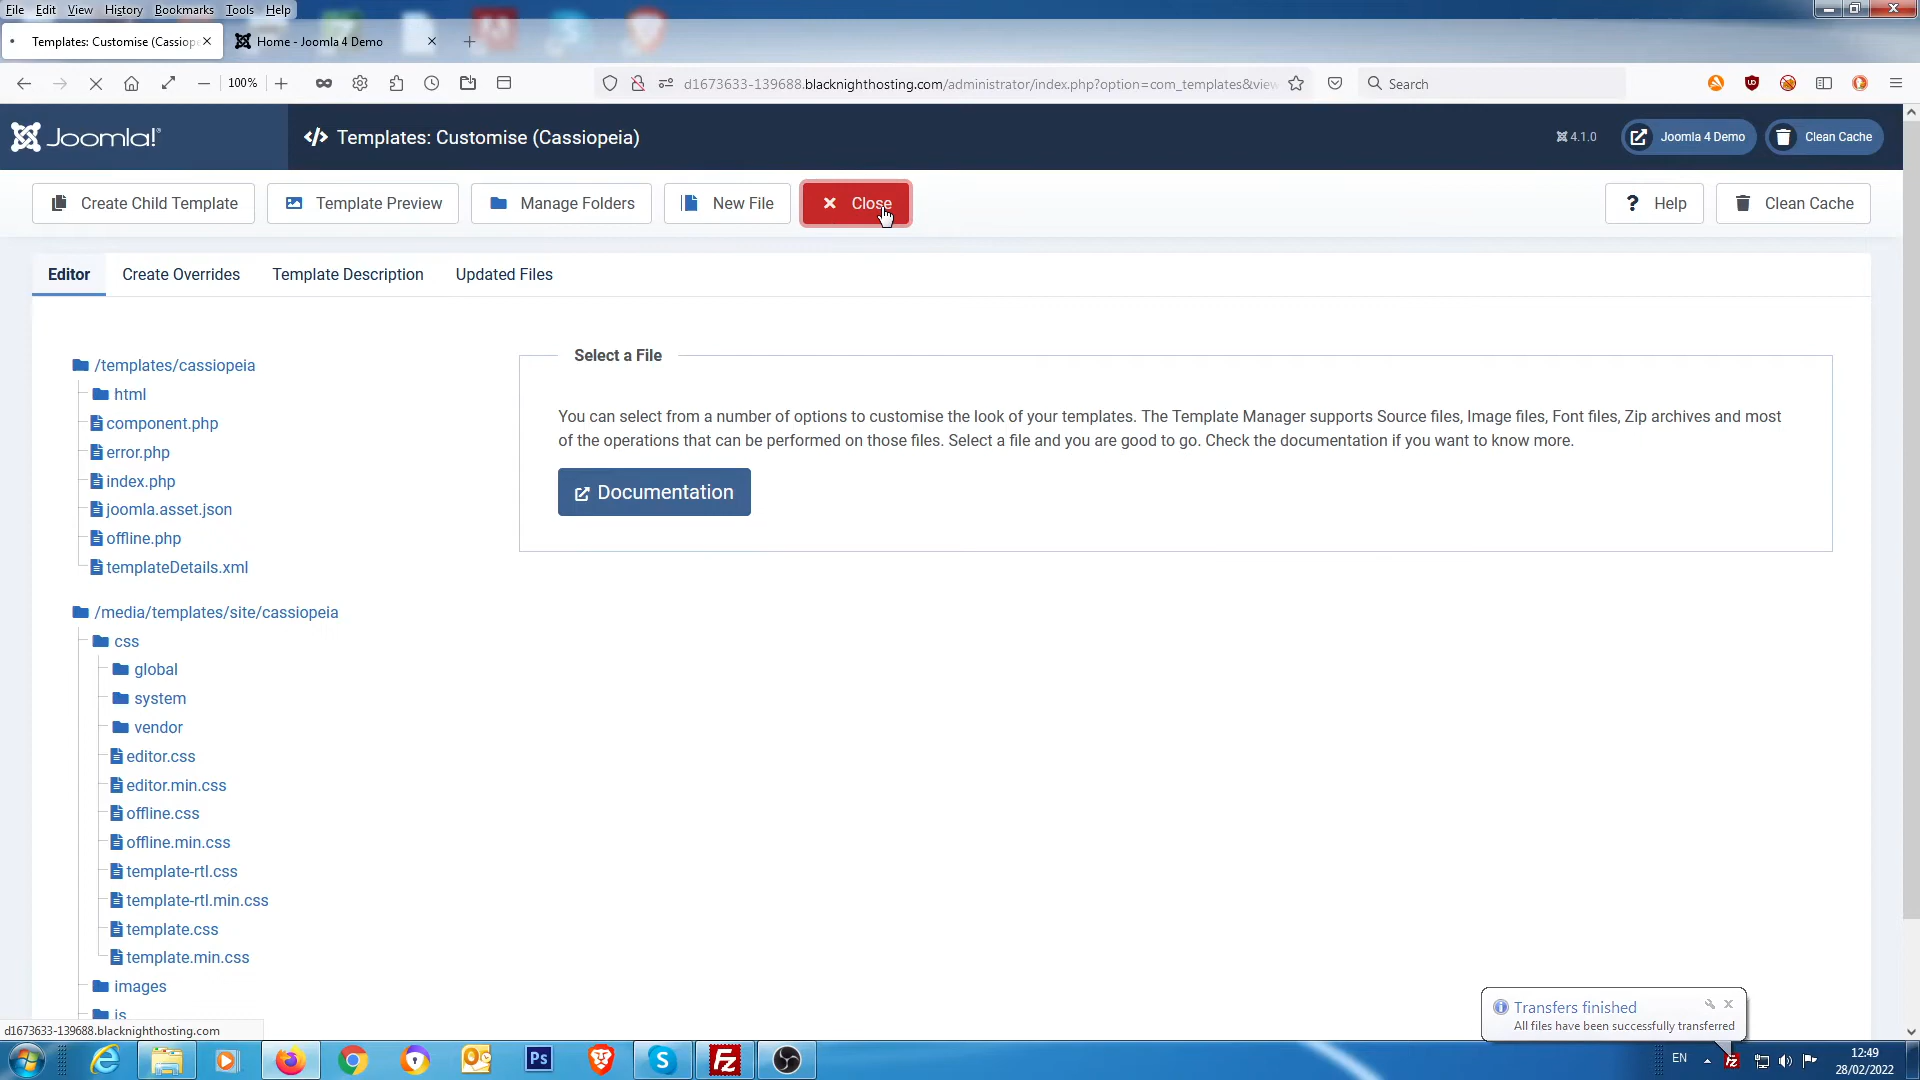 File Edit View History Bookmarks Tools Help
Templates: Customise (Cassiope
Home - Joomla 4 Demo
100%
d1673633-139688.blacknighthosting.com/administrator/index.php?option=com_templates&view
Search
Joomla!
Templates: Customise (Cassiopeia)
4.1.0
Joomla 4 Demo
Clean Cache
Create Child Template
Template Preview
Manage Folders
New File
Close
Help
Clean Cache
Editor
Create Overrides
Template Description
Updated Files
/templates/cassiopeia
html
component.php
error.php
index.php
joomla.asset.json
offline.php
templateDetails.xml
/media/templates/site/cassiopeia
css
global
system
vendor
editor.css
editor.min.css
offline.css
offline.min.css
template-rtl.css
template-rtl.min.css
template.css
template.min.css
images
js
Select a File
You can select from a number of options to customise the look of your templates. The Template Manager supports Source files, Image files, Font files, Zip archives and most
of the operations that can be performed on those files. Select a file and you are good to go. Check the documentation if you want to know more.
Documentation
Transfers finished
All files have been successfully transferred
d1673633-139688.blacknighthosting.com
Ps
EN
12:49
28/02/2022